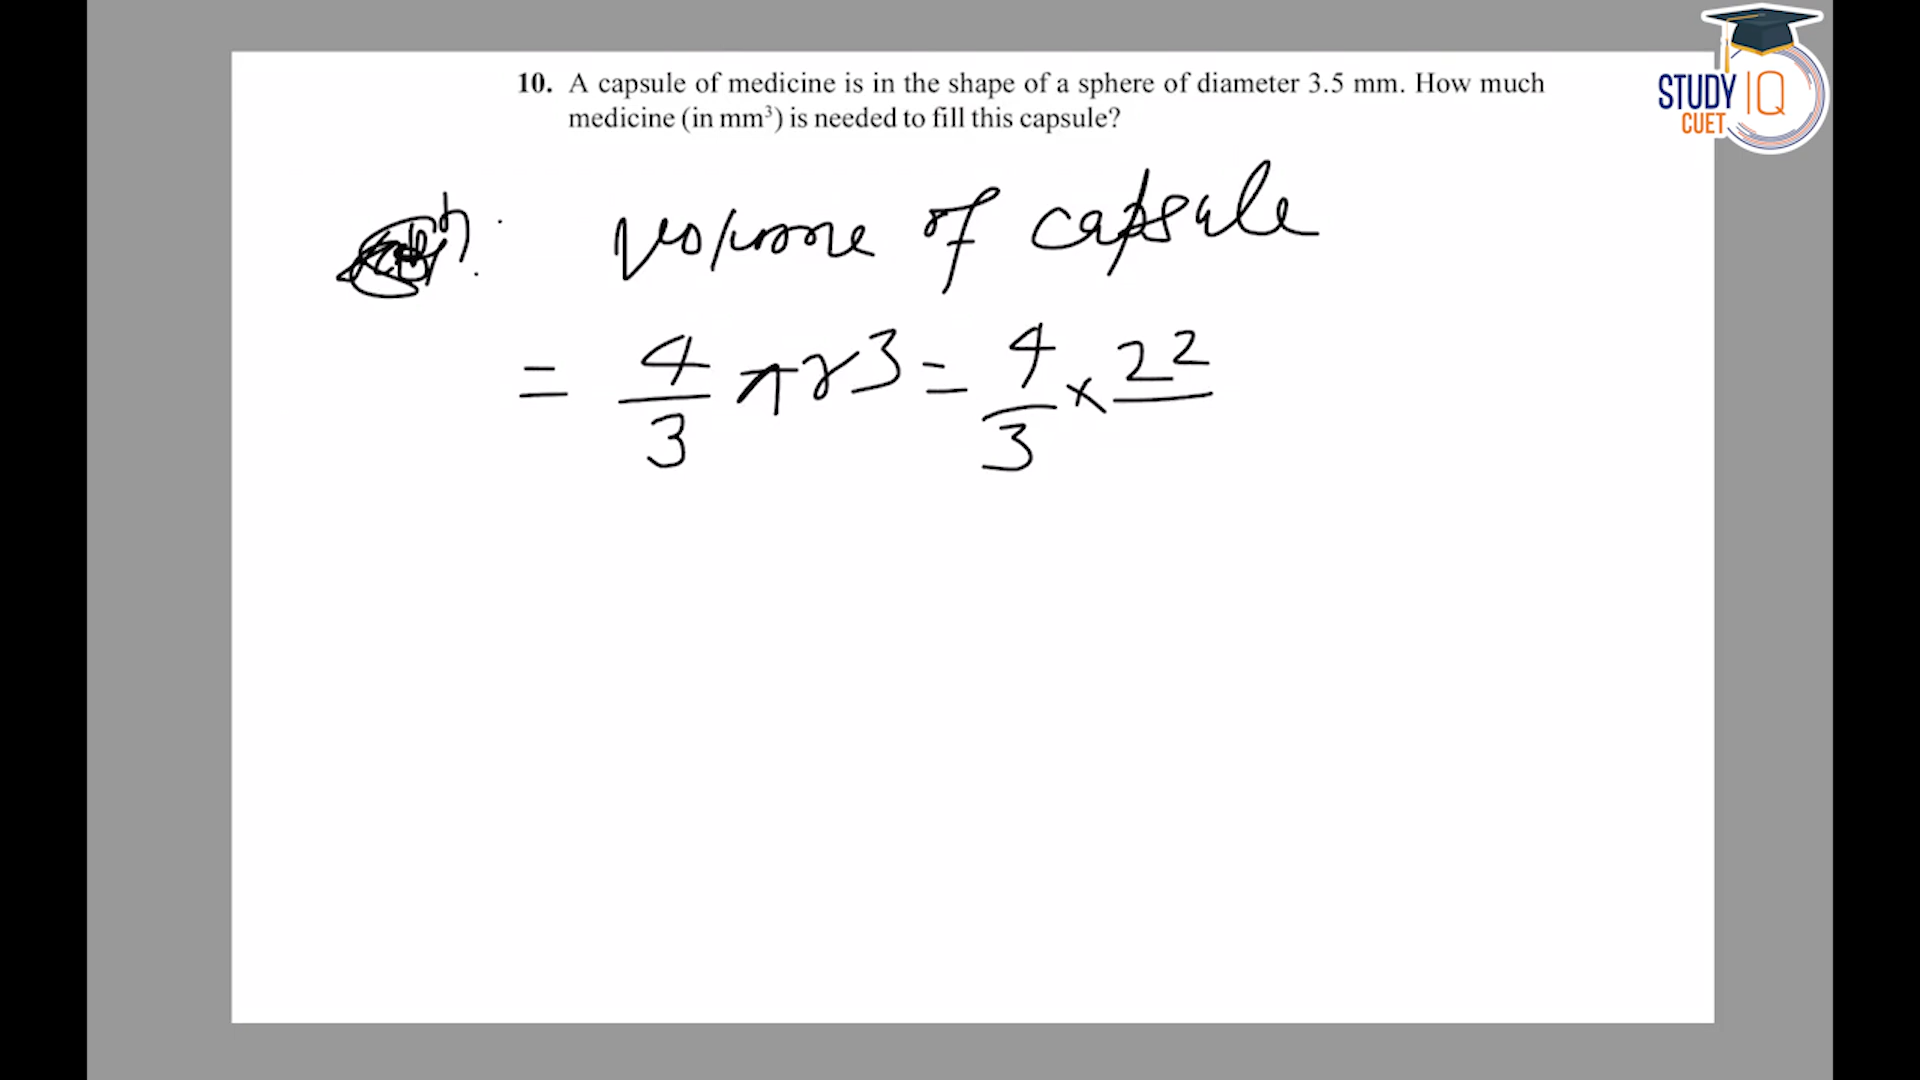 10. A capsule of medicine is in the shape of a sphere of diameter 3.5 mm. How much
medicine (in mm³) is needed to fill this capsule?
STUDY IQ
CUET
volume of capsule
= 4/3 πr3 = 4/3 × 22